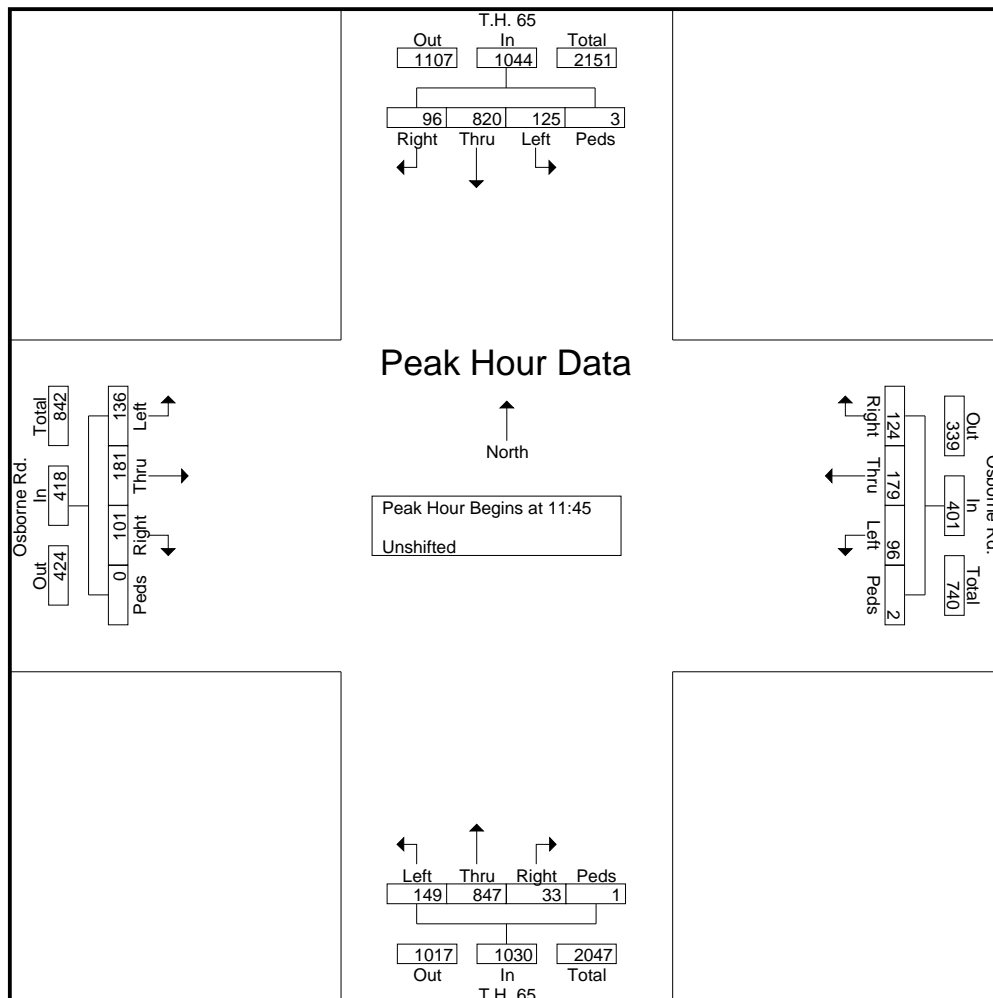 T.H. 65
Out In Total
1107 1044 2151
96 820 125 3
Right Thru Left Peds
Peak Hour Data
North
Peak Hour Begins at 11:45
Unshifted
Osborne Rd.
Total In Out
842 418 424
136 181 101 0
Left Thru Right Peds
Osborne Rd.
Out In Total
339 401 740
124 179 96 2
Right Thru Left Peds
Left Thru Right Peds
149 847 33 1
1017 1030 2047
Out In Total
T.H. 65